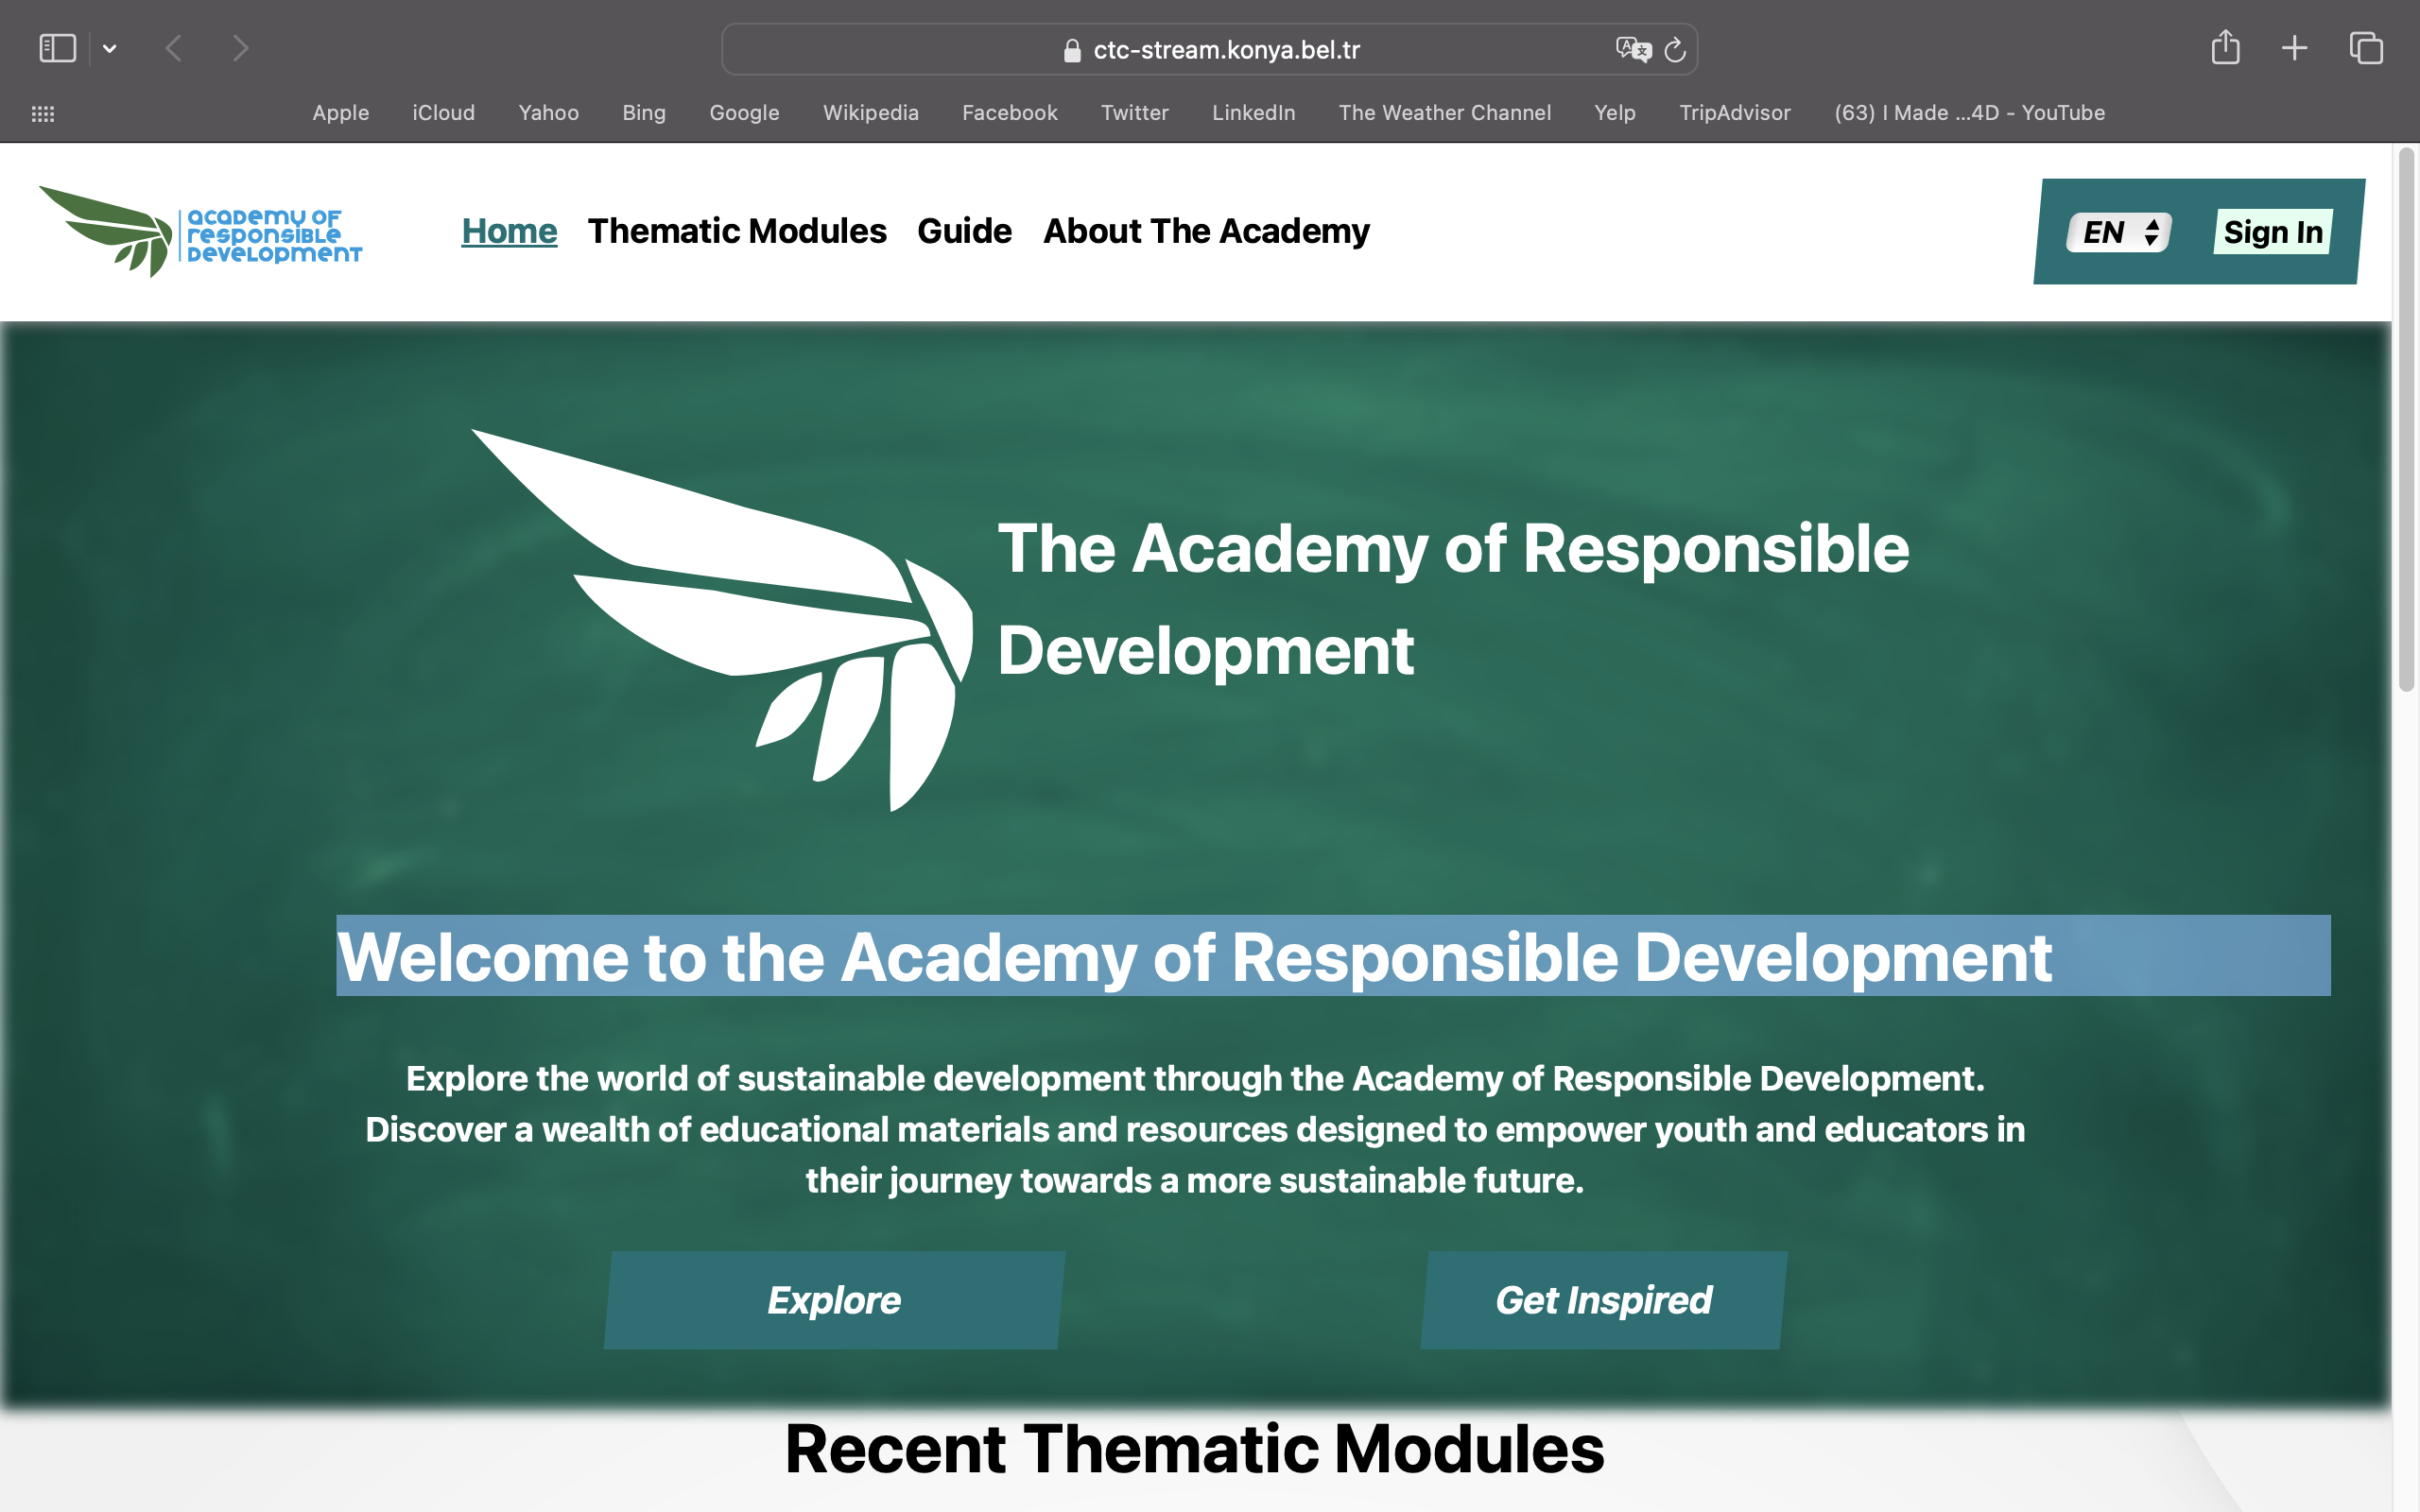 ctc-stream.konya.bel.tr
Apple iCloud Yahoo Bing Google Wikipedia Facebook Twitter LinkedIn The Weather Channel Yelp TripAdvisor (63) I Made ...4D - YouTube
academy of
responsible
development
Home Thematic Modules Guide About The Academy
EN Sign In
The Academy of Responsible
Development
Welcome to the Academy of Responsible Development
Explore the world of sustainable development through the Academy of Responsible Development.
Discover a wealth of educational materials and resources designed to empower youth and educators in
their journey towards a more sustainable future.
Explore Get Inspired
Recent Thematic Modules